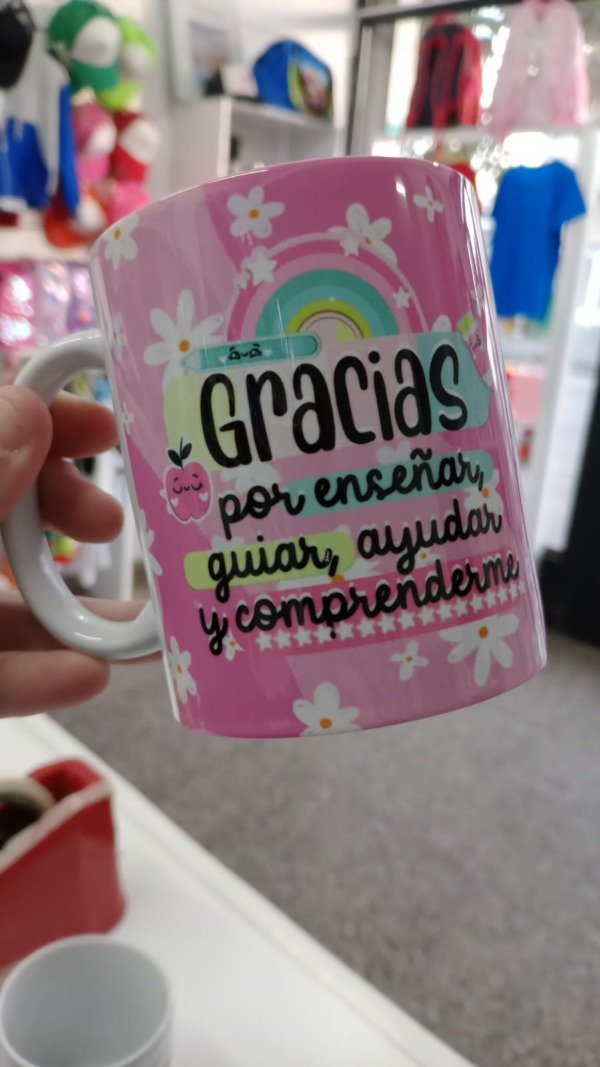 Gracias
por enseñar,
guiar, ayudar
y comprenderme